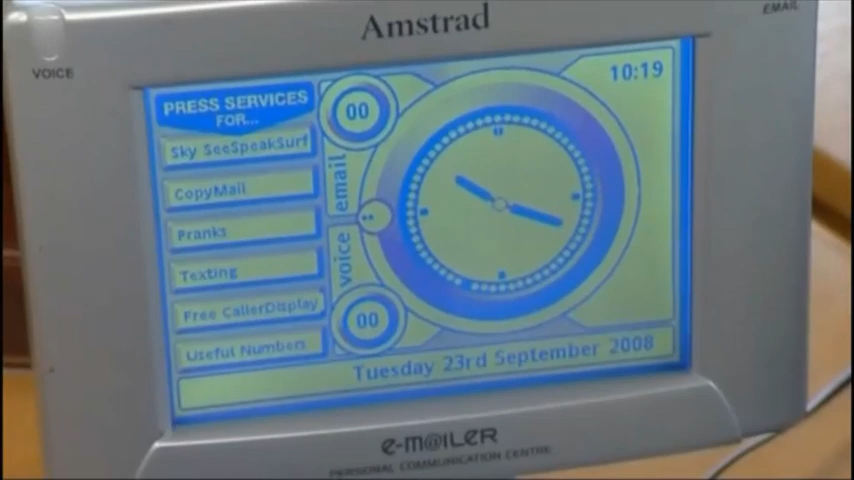 Amstrad
EMAIL
VOICE
PRESS SERVICES
FOR...
10:19
00
Sky SeeSpeakSurf
CopyMail
Pranks
Texting
Free CallerDisplay
Useful Numbers
email
voice
00
Tuesday 23rd September 2008
e-m@iLER
PERSONAL COMMUNICATION CENTRE